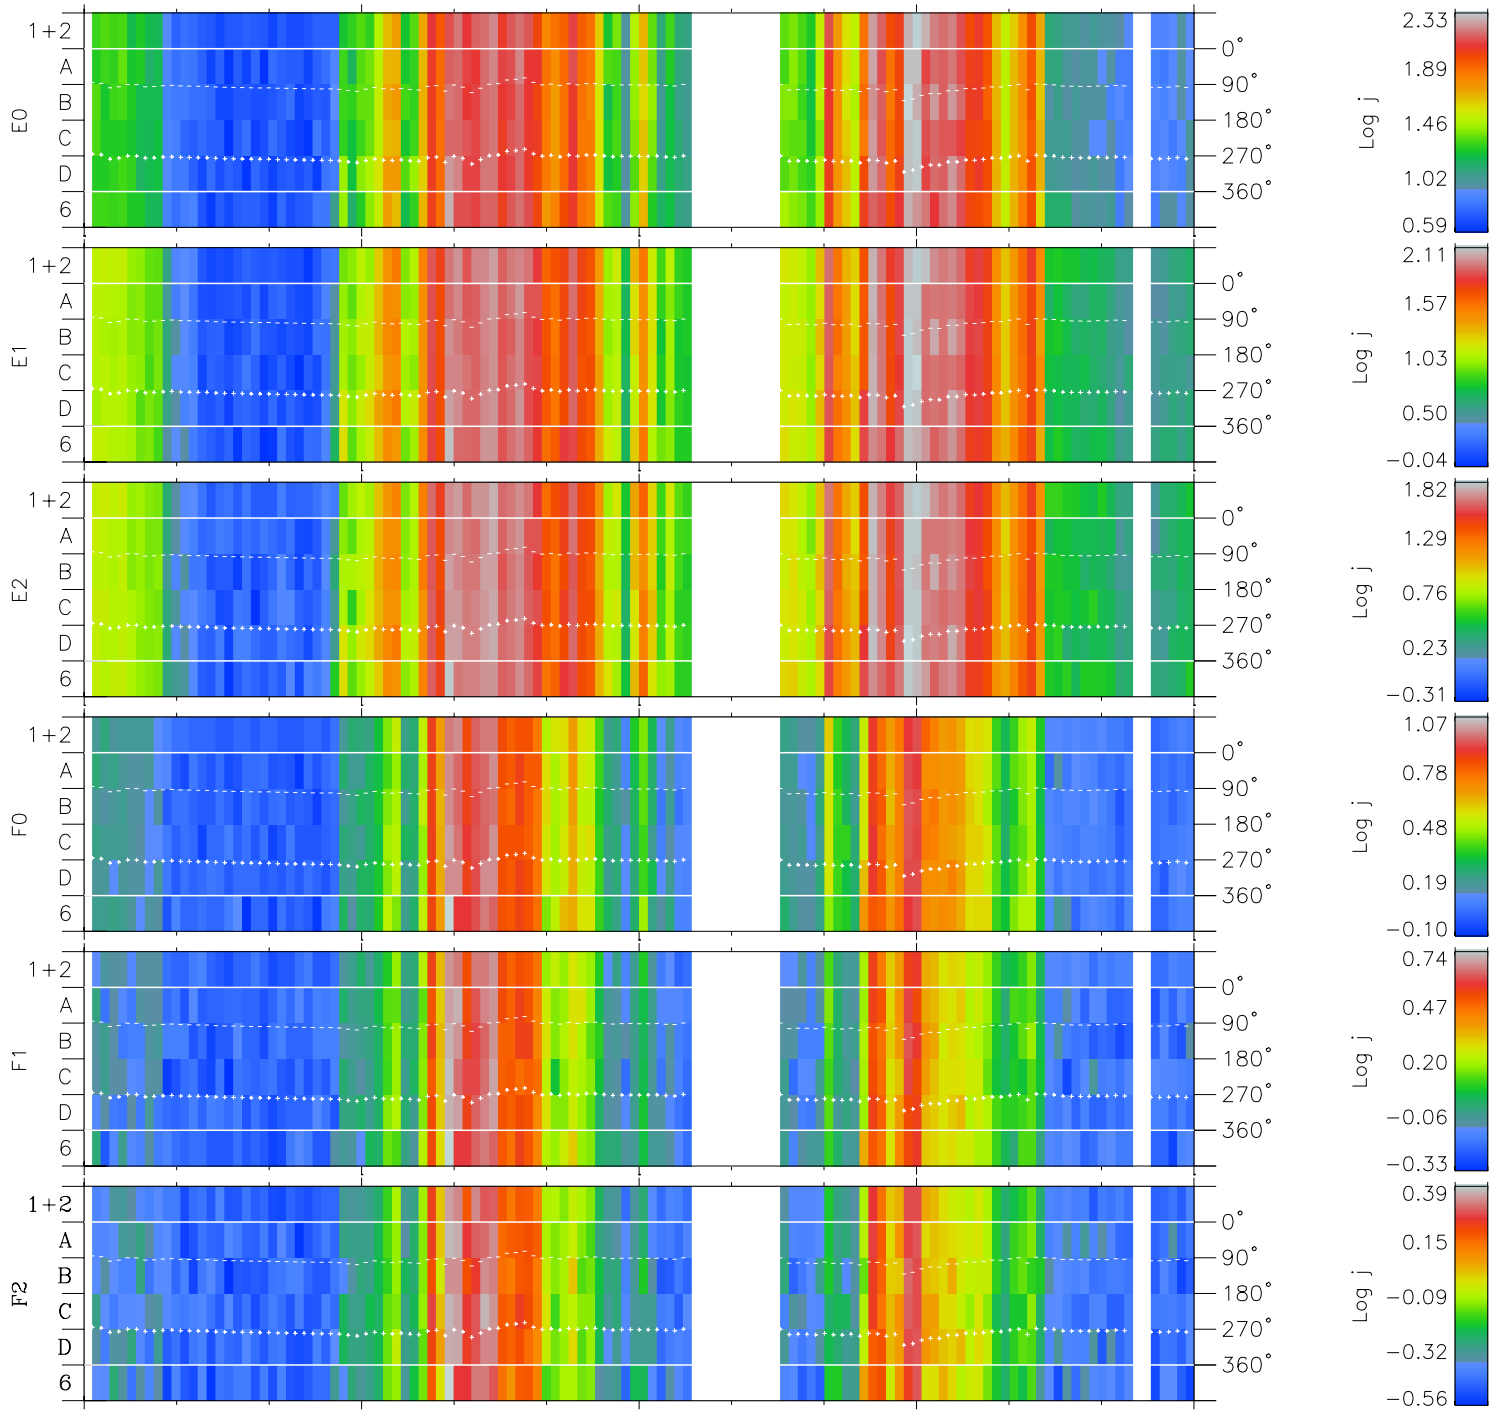 E0
1+2
A
B
C
D
6
0°
90°
180°
270°
360°
Log j
2.33
1.89
1.46
1.02
0.59
E1
1+2
A
B
C
D
6
0°
90°
180°
270°
360°
Log j
2.11
1.57
1.03
0.50
−0.04
E2
1+2
A
B
C
D
6
0°
90°
180°
270°
360°
Log j
1.82
1.29
0.76
0.23
−0.31
F0
1+2
A
B
C
D
6
0°
90°
180°
270°
360°
Log j
1.07
0.78
0.48
0.19
−0.10
F1
1+2
A
B
C
D
6
0°
90°
180°
270°
360°
Log j
0.74
0.47
0.20
−0.06
−0.33
F2
1+2
A
B
C
D
6
0°
90°
180°
270°
360°
Log j
0.39
0.15
−0.09
−0.32
−0.56